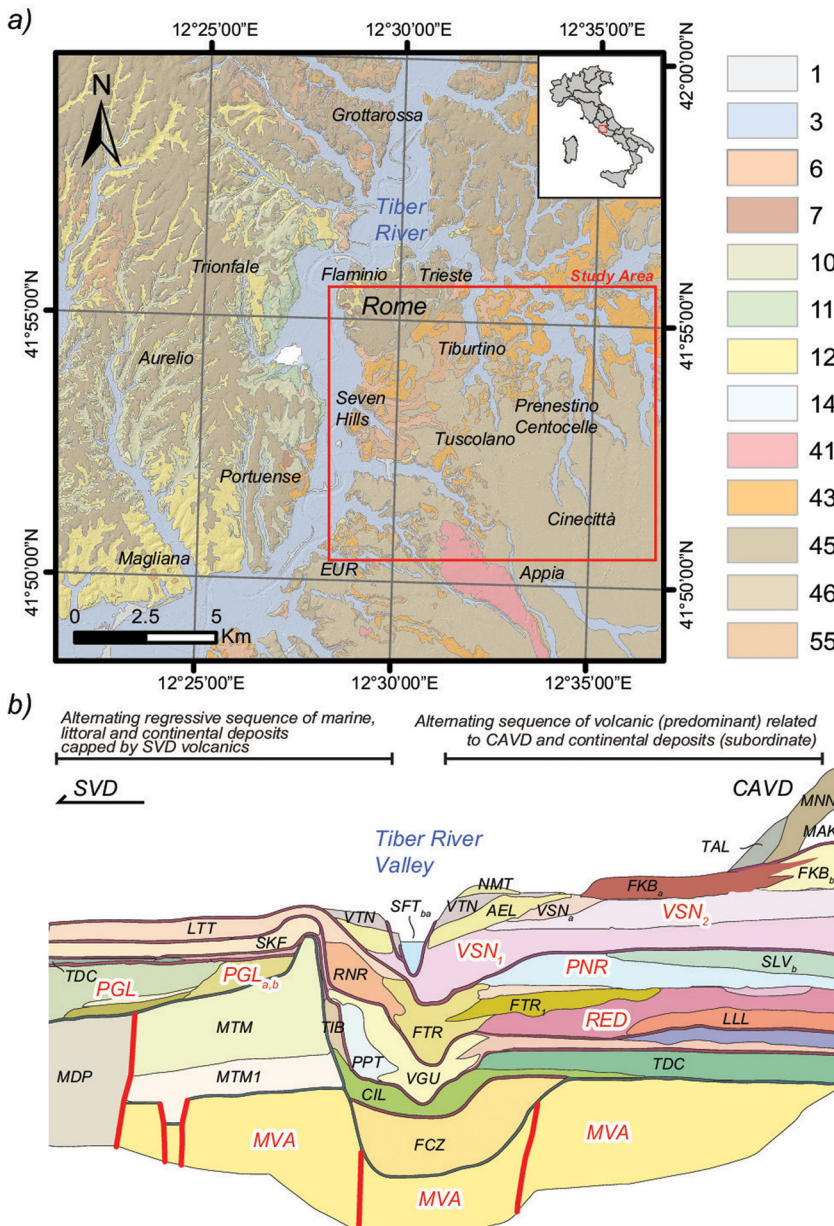 a)
12°25'00"E
12°30'00"E
12°35'00"E
42°00'00"N
N
Grottarossa
Tiber
River
Trionfale
Flaminio
Trieste
Study Area
Rome
41°55'00"N
41°55'00"N
Aurelio
Tiburtino
Seven
Hills
Prenestino
Centocelle
Tuscolano
Portuense
Cinecittà
Magliana
EUR
Appia
41°50'00"N
41°50'00"N
0 2.5 5
Km
12°25'00"E
12°30'00"E
12°35'00"E
1
3
6
7
10
11
12
14
41
43
45
46
55
b)
Alternating regressive sequence of marine,
littoral and continental deposits
capped by SVD volcanics
Alternating sequence of volcanic (predominant) related
to CAVD and continental deposits (subordinate)
SVD
CAVD
Tiber River
Valley
MNN
TAL
MAK
NMT
FKBa
FKBb
VTN
SFTba
VTN
AEL
VSNa
VSN2
LTT
SKF
VSN1
TDC
PGL
PGLa,b
RNR
PNR
SLVb
FTR1
MTM
TIB
FTR
RED
LLL
PPT
MDP
MTM1
VGU
TDC
CIL
MVA
FCZ
MVA
MVA